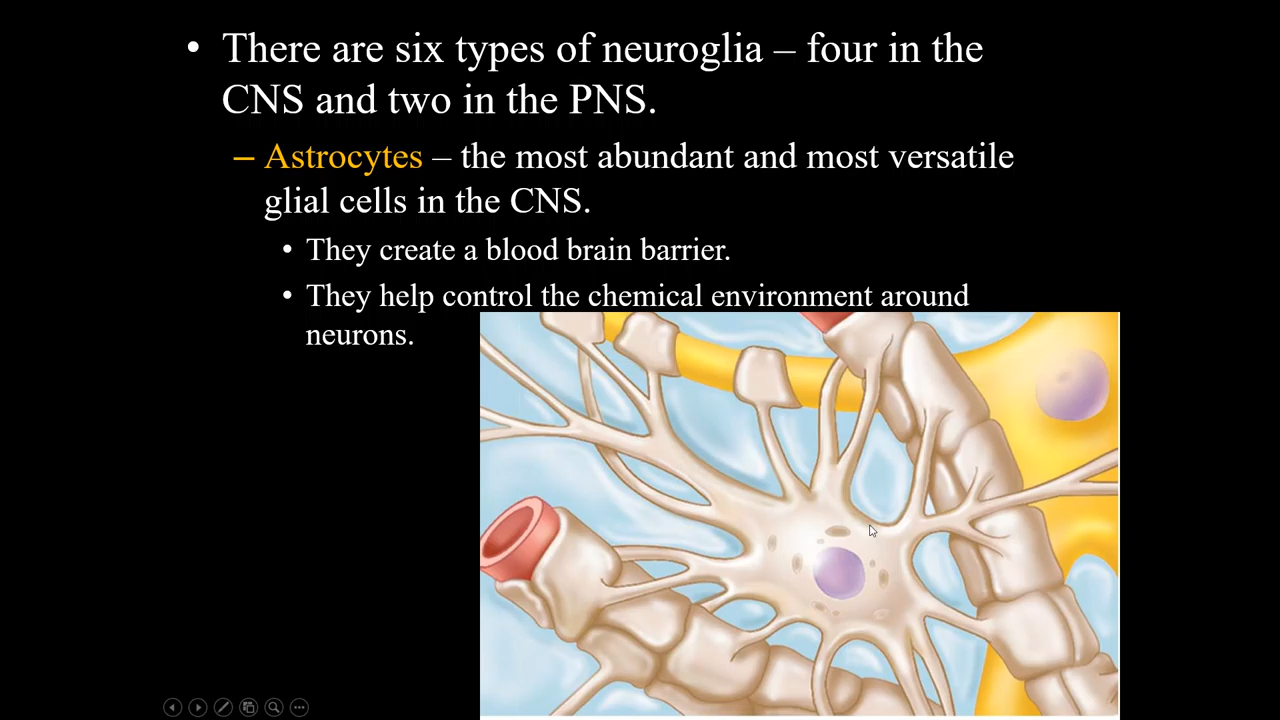 • There are six types of neuroglia – four in the
CNS and two in the PNS.
– Astrocytes – the most abundant and most versatile
glial cells in the CNS.
• They create a blood brain barrier.
• They help control the chemical environment around
neurons.